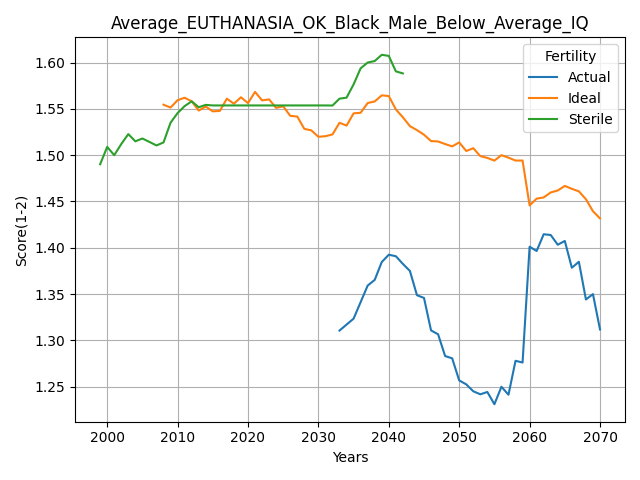 Average_EUTHANASIA_OK_Black_Male_Below_Average_IQ
Fertility
Actual
Ideal
Sterile
Score(1-2)
1.60
1.55
1.50
1.45
1.40
1.35
1.30
1.25
2000 2010 2020 2030 2040 2050 2060 2070
Years